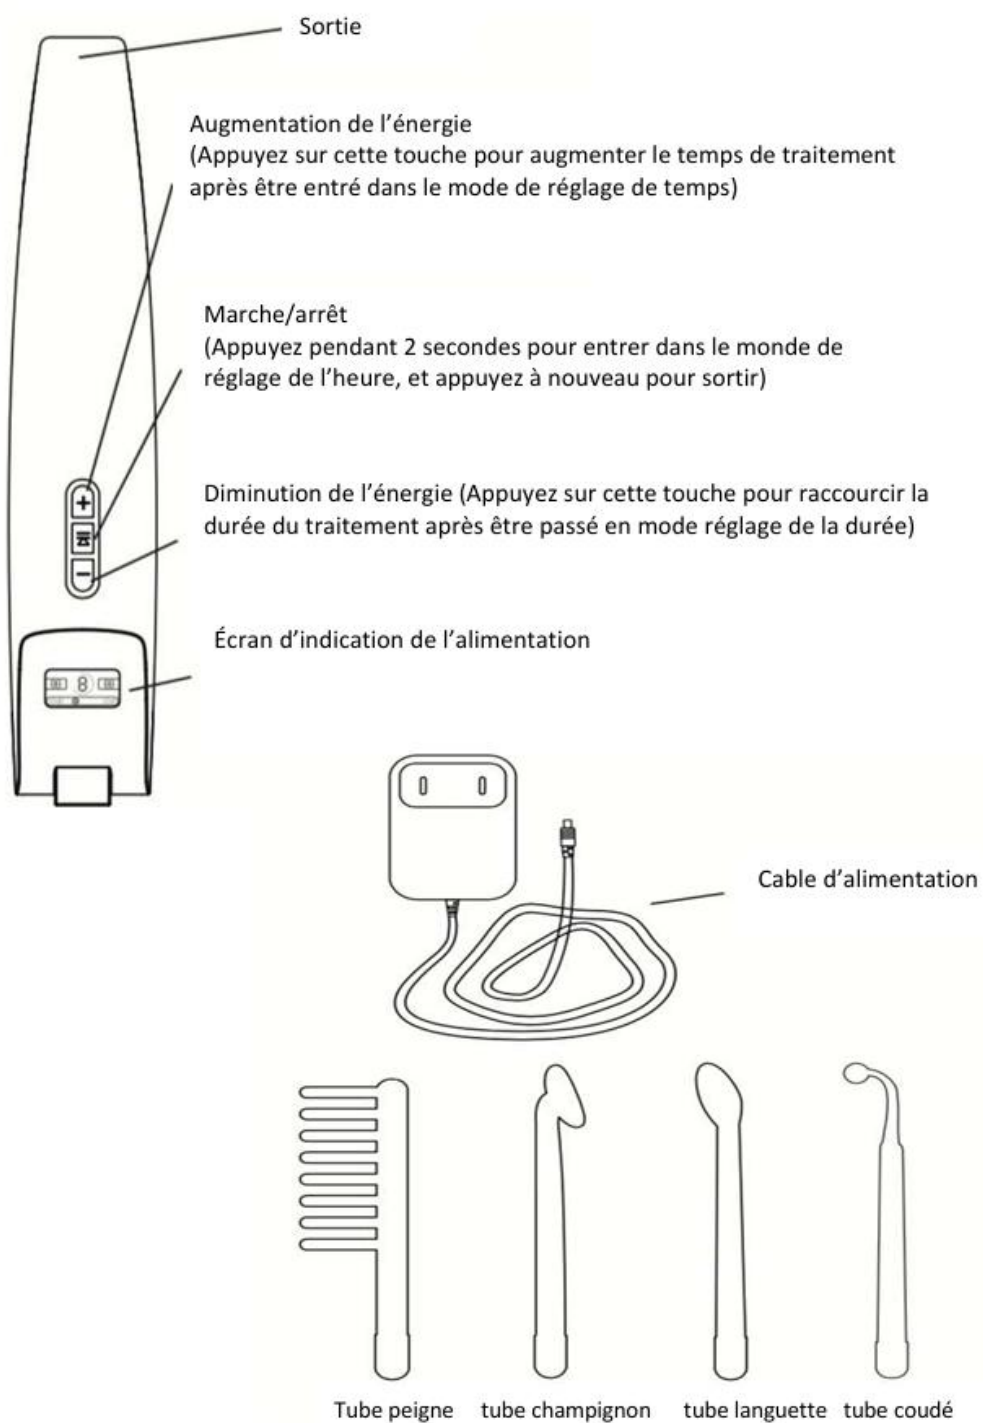 Sortie
Augmentation de l'énergie
(Appuyez sur cette touche pour augmenter le temps de traitement
après être entré dans le mode de réglage de temps)
Marche/arrêt
(Appuyez pendant 2 secondes pour entrer dans le monde de
réglage de l'heure, et appuyez à nouveau pour sortir)
+
Diminution de l'énergie (Appuyez sur cette touche pour raccourcir la
durée du traitement après être passé en mode réglage de la durée)
−
Écran d'indication de l'alimentation
8
Cable d'alimentation
Tube peigne tube champignon tube languette tube coudé